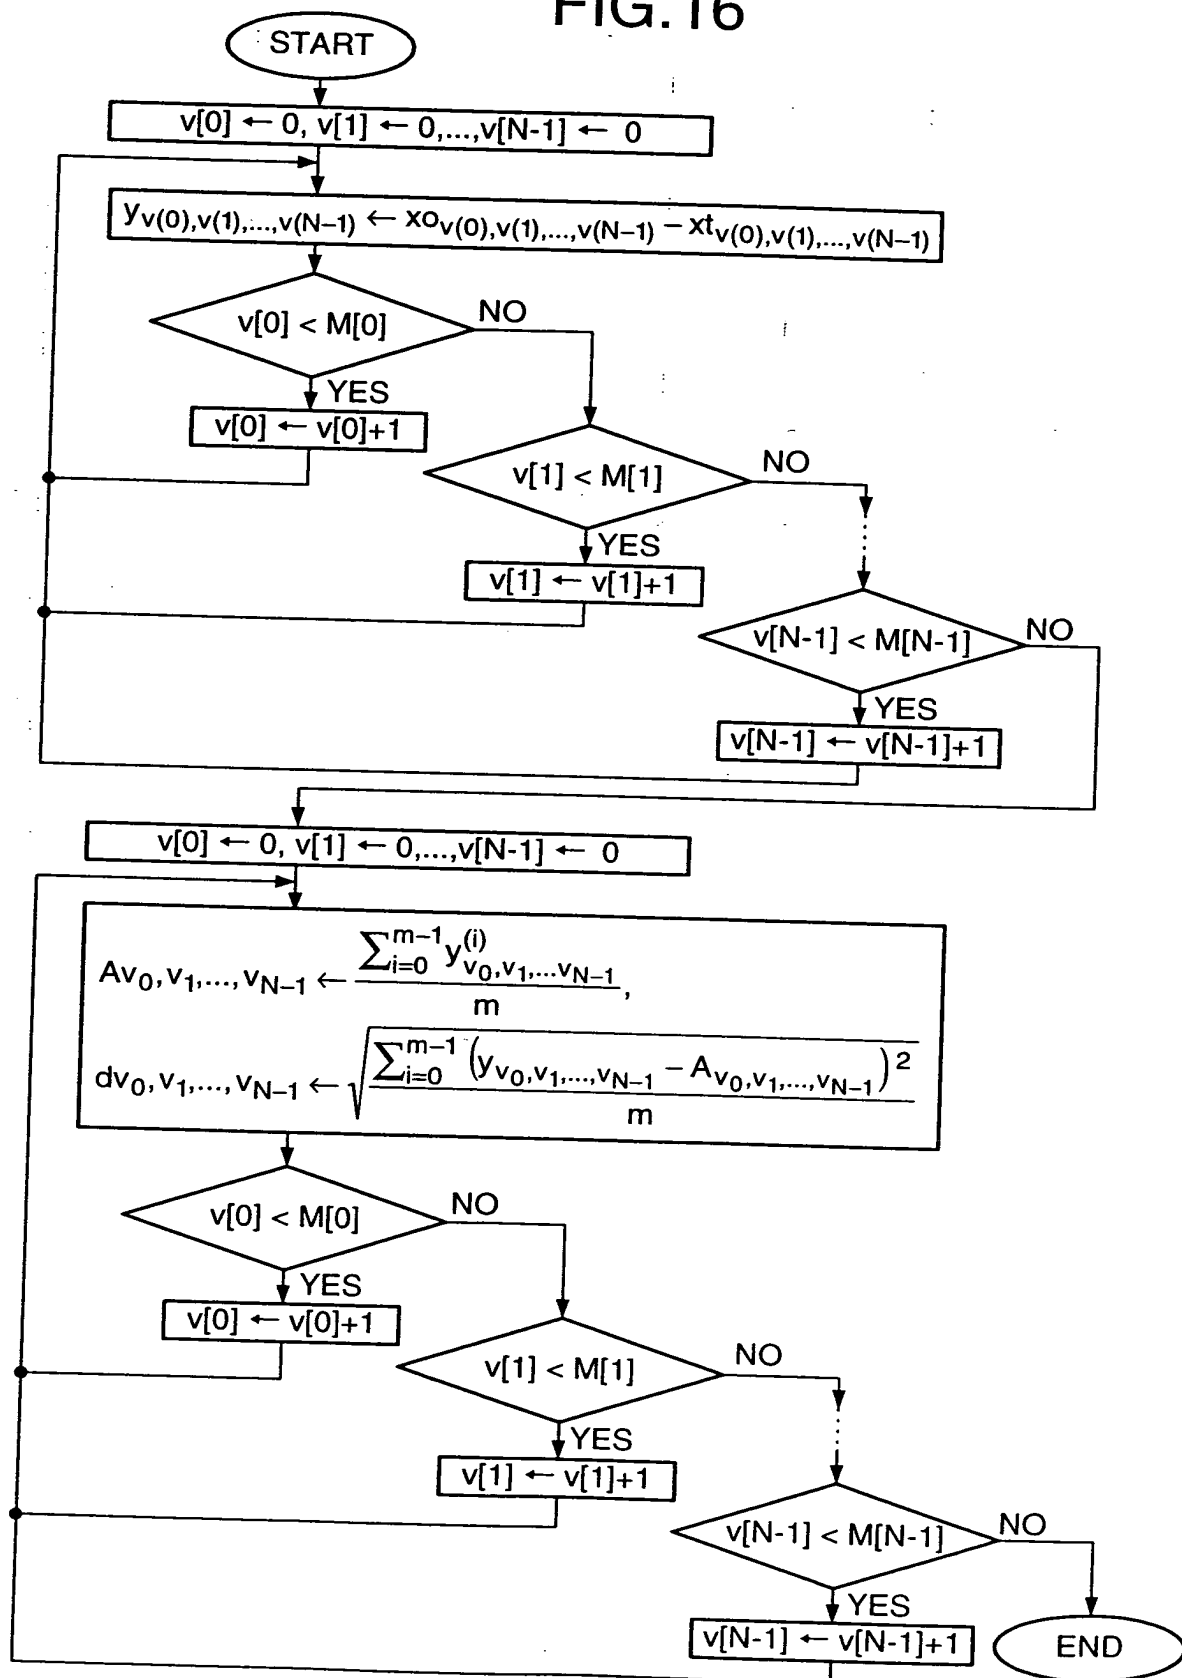 FIG.16
START
v[0] ← 0, v[1] ← 0,...,v[N-1] ← 0
y_{v(0),v(1),...,v(N–1)} ← xo_{v(0),v(1),...,v(N–1)} – xt_{v(0),v(1),...,v(N–1)}
v[0] < M[0]
NO
YES
v[0] ← v[0]+1
v[1] < M[1]
NO
YES
v[1] ← v[1]+1
v[N-1] < M[N-1]
NO
YES
v[N-1] ← v[N-1]+1
v[0] ← 0, v[1] ← 0,...,v[N-1] ← 0
Av_0,v_1,...,v_{N–1} ← \frac{\sum_{i=0}^{m-1} y^{(i)}_{v_0,v_1,...v_{N–1}}}{m},
dv_0,v_1,...,v_{N–1} ← \sqrt{\frac{\sum_{i=0}^{m-1} (y_{v_0,v_1,...,v_{N–1}} – A_{v_0,v_1,...,v_{N–1}})^2}{m}}
v[0] < M[0]
NO
YES
v[0] ← v[0]+1
v[1] < M[1]
NO
YES
v[1] ← v[1]+1
v[N-1] < M[N-1]
NO
YES
v[N-1] ← v[N-1]+1
END